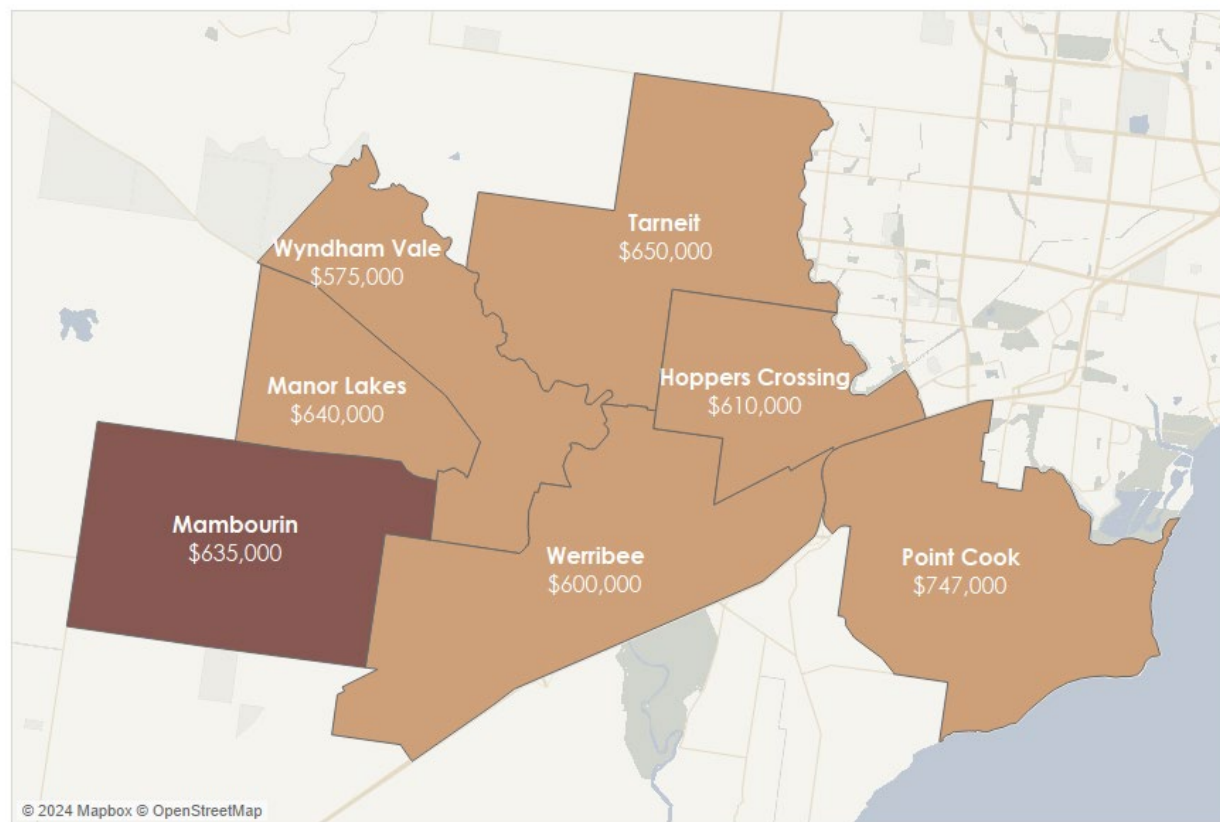 Tarneit
$650,000
Wyndham Vale
$575,000
Hoppers Crossing
$610,000
Manor Lakes
$640,000
Mambourin
$635,000
Werribee
$600,000
Point Cook
$747,000
© 2024 Mapbox © OpenStreetMap